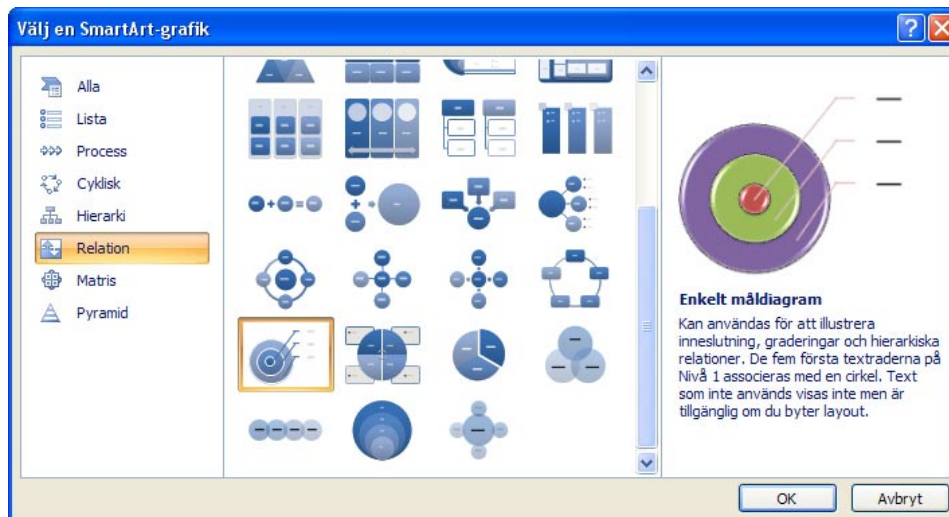 Välj en SmartArt-grafik
Alla
Lista
Process
Cyklisk
Hierarki
Relation
Matris
Pyramid
Enkelt måldiagram
Kan användas för att illustrera
inneslutning, graderingar och hierarkiska
relationer. De fem första textraderna på
Nivå 1 associeras med en cirkel. Text
som inte används visas inte men är
tillgänglig om du byter layout.
OK
Avbryt